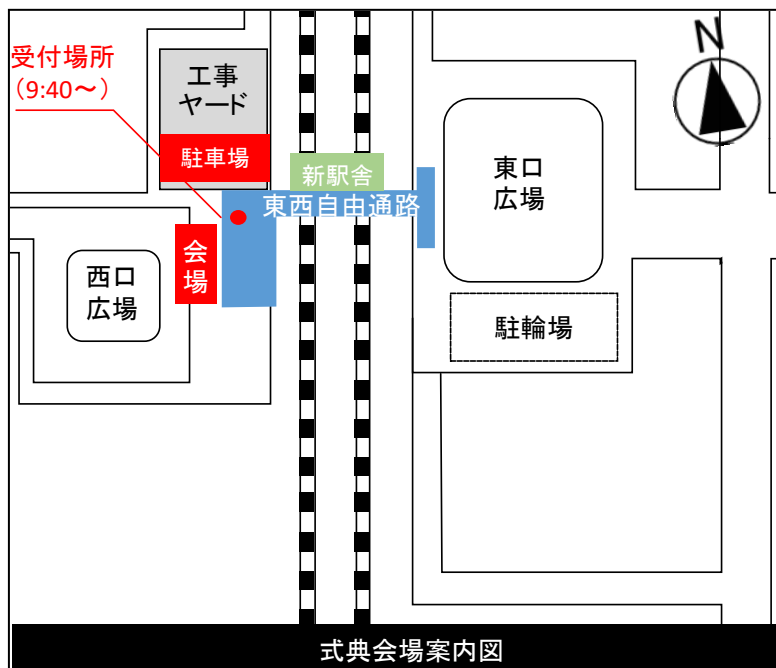 N
受付場所
（9:40～）
工事
ヤード
駐車場
新駅舎
東西自由通路
東口
広場
会
場
西口
広場
駐輪場
式典会場案内図